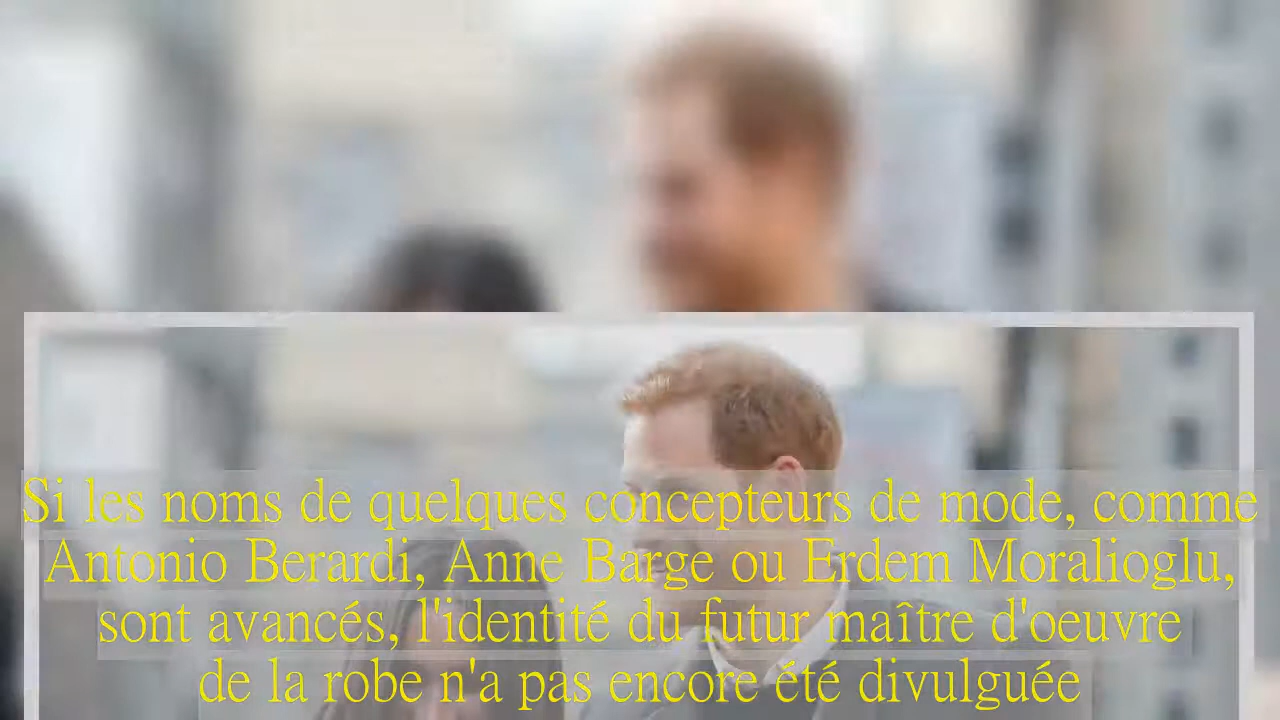 Si les noms de quelques concepteurs de mode, comme
Antonio Berardi, Anne Barge ou Erdem Moralioglu,
sont avancés, l'identité du futur maître d'oeuvre
de la robe n'a pas encore été divulguée